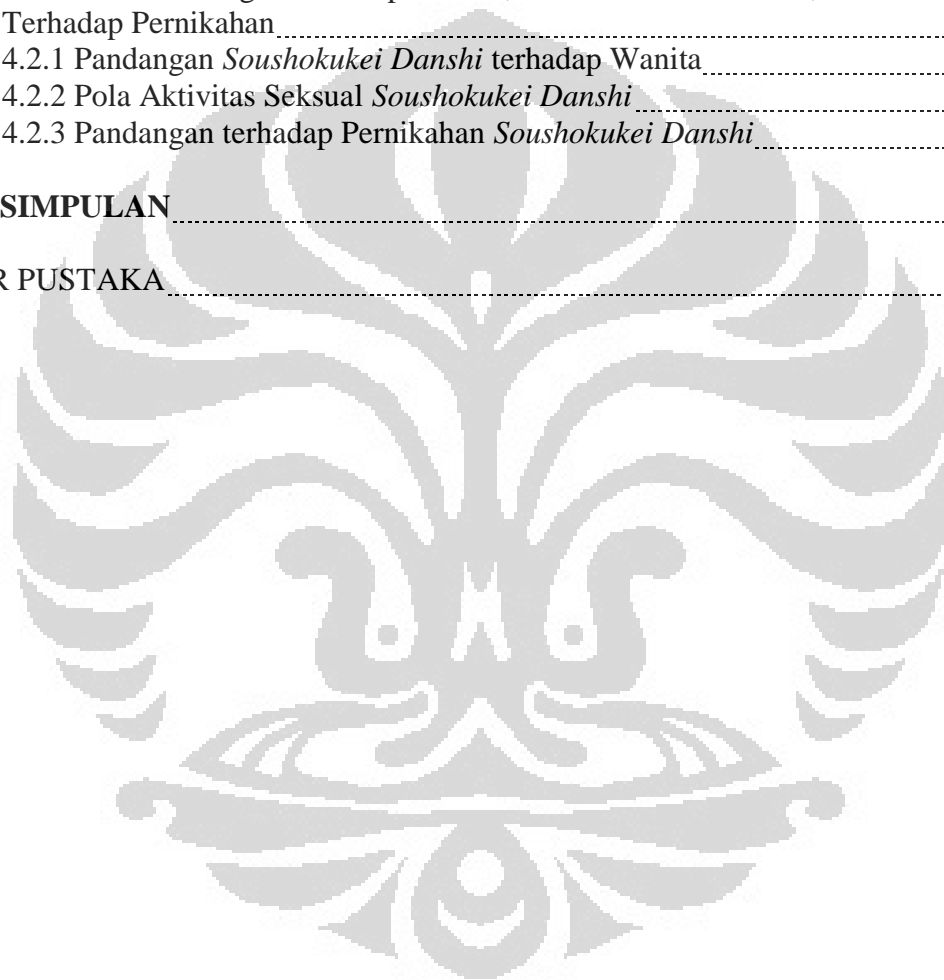 Terhadap Pernikahan
4.2.1 Pandangan Soushokukei Danshi terhadap Wanita
4.2.2 Pola Aktivitas Seksual Soushokukei Danshi
4.2.3 Pandangan terhadap Pernikahan Soushokukei Danshi
SIMPULAN
R PUSTAKA